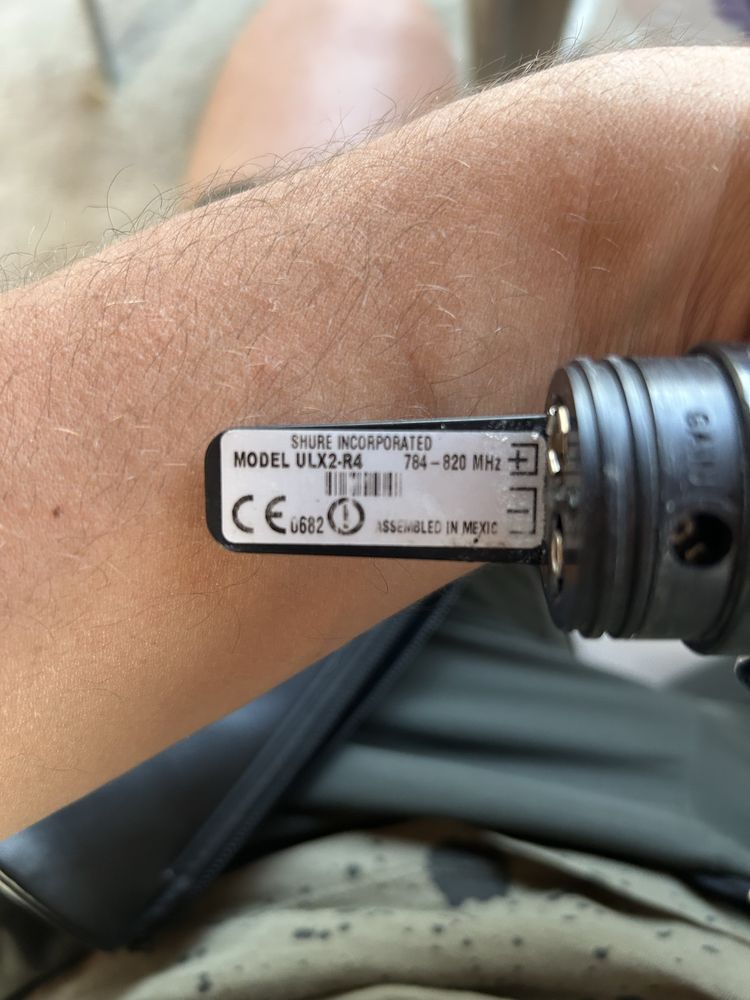 SHURE INCORPORATED
MODEL ULX2-R4 784-820 MHz +
CE 0682 ! ASSEMBLED IN MEXIC -